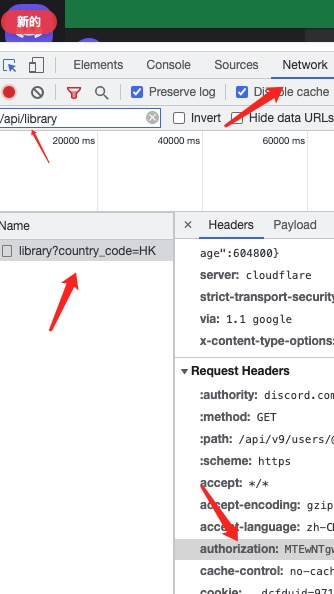 新的
Elements Console Sources Network
Preserve log Disable cache
/api/library Invert Hide data URLs
20000 ms 40000 ms 60000 ms
Name
library?country_code=HK
Headers Payload
age":604800}
server: cloudflare
strict-transport-security
via: 1.1 google
x-content-type-options:
Request Headers
:authority: discord.com
:method: GET
:path: /api/v9/users/@
:scheme: https
accept: */*
accept-encoding: gzip
accept-language: zh-C
authorization: MTEwNTg
cache-control: no-cach
cookie: __dcfduid=971